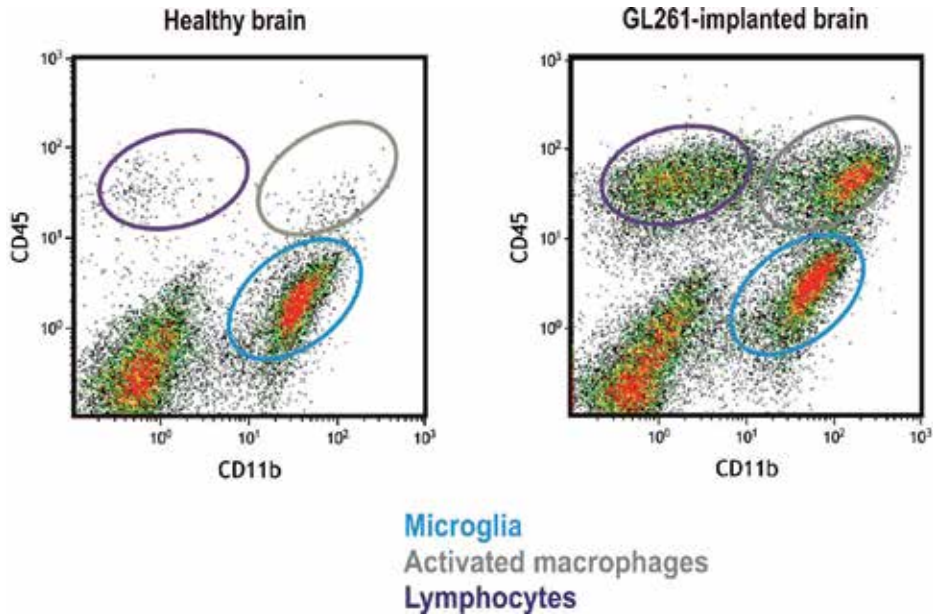 Healthy brain
GL261-implanted brain
10³
10²
10¹
10⁰
CD45
10⁰ 10¹ 10² 10³
CD11b
10³
10²
10¹
10⁰
CD45
10⁰ 10¹ 10² 10³
CD11b
Microglia
Activated macrophages
Lymphocytes